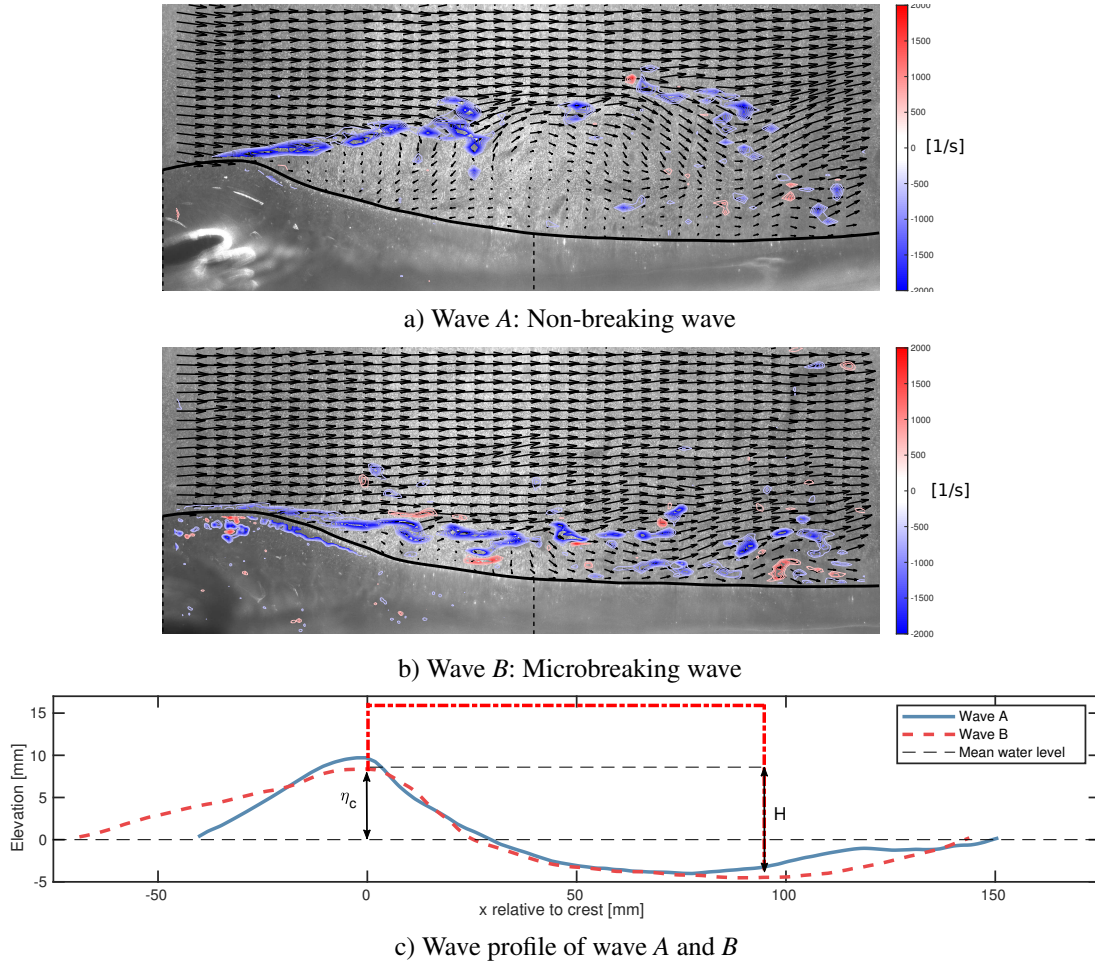 2000
1500
1000
500
0
-500
-1000
-1500
-2000
[1/s]
a) Wave A: Non-breaking wave
2000
1500
1000
500
0
-500
-1000
-1500
-2000
[1/s]
b) Wave B: Microbreaking wave
15
10
5
0
-5
Elevation [mm]
ηc
H
Wave A
Wave B
Mean water level
-50 0 50 100 150
x relative to crest [mm]
c) Wave profile of wave A and B